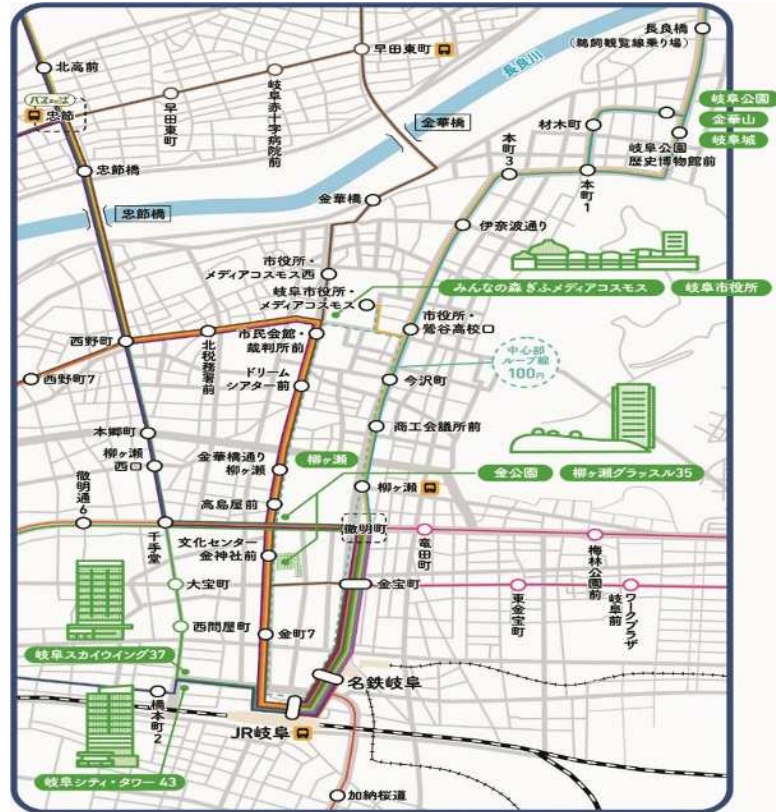 長良橋
(鵜飼観覧線乗り場)
早田東町
北高前
長良川
岐阜赤十字病院前
早田東町
バスまっぷ
忠節
岐阜公園
金華山
岐阜城
材木町
金華橋
岐阜公園
歴史博物館前
本町3
本町1
忠節橋
金華橋
忠節橋
伊奈波通り
市役所・
メディアコスモス西
岐阜市役所・
メディアコスモス
みんなの森 ぎふメディアコスモス
岐阜市役所
市役所・
鶯谷高校口
西野町
北税務署前
市民会館・
裁判所前
中心部
ループ線
100円
西野町7
ドリーム
シアター前
今沢町
本郷町
商工会議所前
柳ヶ瀬
西口
金華橋通り
柳ヶ瀬
柳ヶ瀬
金公園
柳ケ瀬グラッスル35
徹明通6
高島屋前
柳ヶ瀬
千手堂
徹明町
竜田町
梅林公園前
文化センター
金神社前
大宝町
金宝町
東金宝町
ワークプラザ
岐阜前
西問屋町
金町7
岐阜スカイウイング37
名鉄岐阜
橋本町2
JR岐阜
岐阜シティ・タワー43
加納桜道